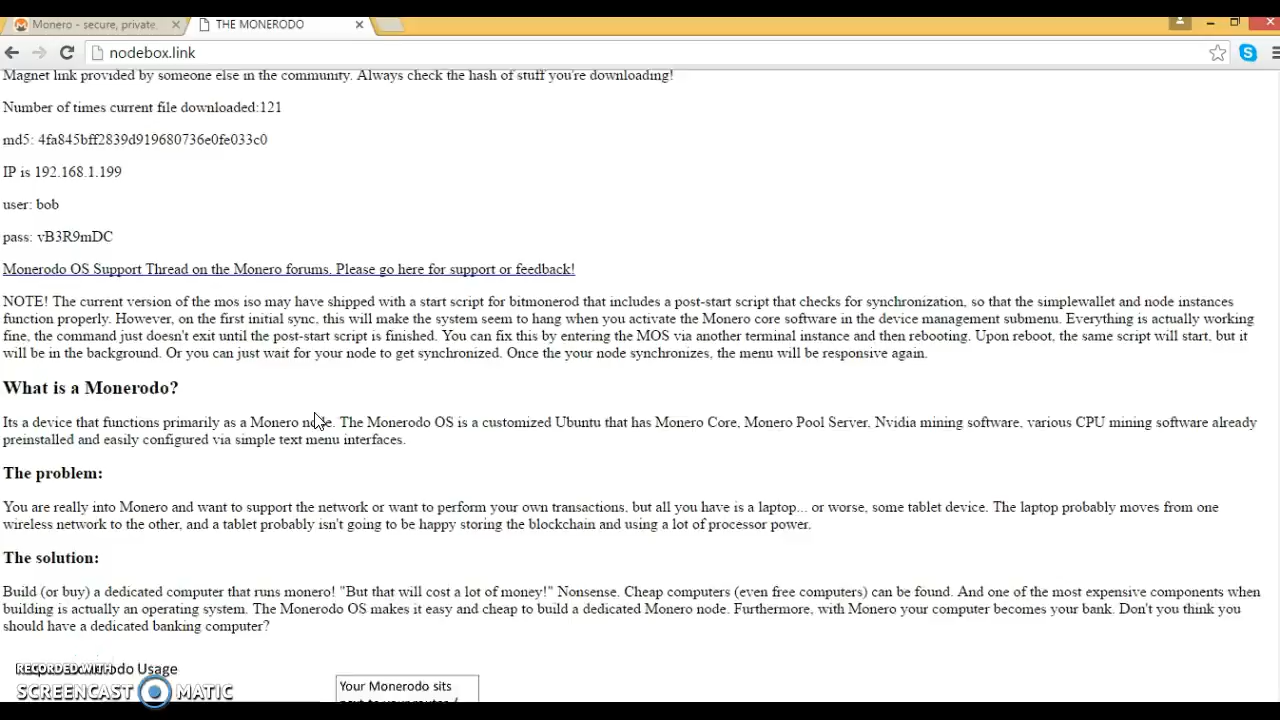 Monero - secure, private,
THE MONERODO
nodebox.link
Magnet link provided by someone else in the community. Always check the hash of stuff you're downloading!
Number of times current file downloaded:121
md5: 4fa845bff2839d919680736e0fe033c0
IP is 192.168.1.199
user: bob
pass: vB3R9mDC
Monerodo OS Support Thread on the Monero forums. Please go here for support or feedback!
NOTE! The current version of the mos iso may have shipped with a start script for bitmonerod that includes a post-start script that checks for synchronization, so that the simplewallet and node instances
function properly. However, on the first initial sync, this will make the system seem to hang when you activate the Monero core software in the device management submenu. Everything is actually working
fine, the command just doesn't exit until the post-start script is finished. You can fix this by entering the MOS via another terminal instance and then rebooting. Upon reboot, the same script will start, but it
will be in the background. Or you can just wait for your node to get synchronized. Once the your node synchronizes, the menu will be responsive again.
What is a Monerodo?
Its a device that functions primarily as a Monero node. The Monerodo OS is a customized Ubuntu that has Monero Core, Monero Pool Server, Nvidia mining software, various CPU mining software already
preinstalled and easily configured via simple text menu interfaces.
The problem:
You are really into Monero and want to support the network or want to perform your own transactions, but all you have is a laptop... or worse, some tablet device. The laptop probably moves from one
wireless network to the other, and a tablet probably isn't going to be happy storing the blockchain and using a lot of processor power.
The solution:
Build (or buy) a dedicated computer that runs monero! "But that will cost a lot of money!" Nonsense. Cheap computers (even free computers) can be found. And one of the most expensive components when
building is actually an operating system. The Monerodo OS makes it easy and cheap to build a dedicated Monero node. Furthermore, with Monero your computer becomes your bank. Don't you think you
should have a dedicated banking computer?
Usage
RECORDED WITH
SCREENCAST MATIC
Your Monerodo sits